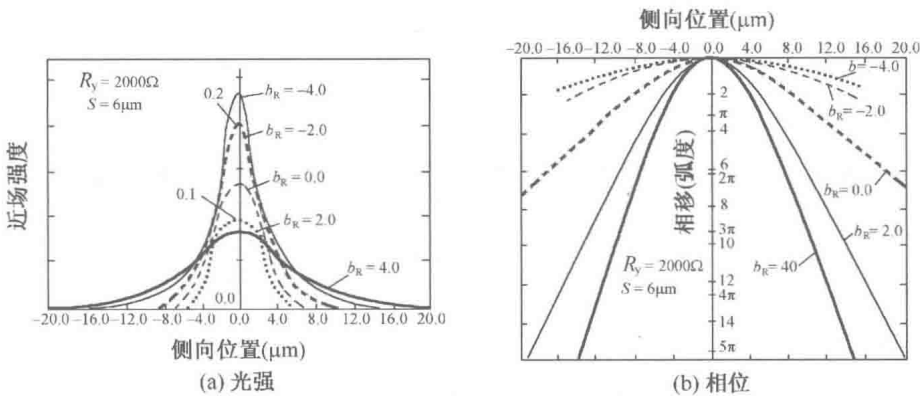 R_y = 2000Ω
S = 6μm
0.2
b_R = −4.0
b_R = −2.0
b_R = 0.0
0.1
b_R = 2.0
b_R = 4.0
0.0
近场强度
−20.0 −16.0 −12.0 −8.0 −4.0 0.0 4.0 8.0 12.0 16.0 20.0
侧向位置(μm)
(a) 光强
侧向位置(μm)
−20.0 −16.0 −12.0 −8.0 −4.0 0.0 4.0 8.0 12.0 16.0 20.0
b=−4.0
b_R=−2.0
b_R=0.0
b_R= 2.0
b_R= 40
相移(弧度)
2
π
4
6
2π
8
3π
10
12
4π
14
5π
R_y = 2000Ω
S = 6μm
(b) 相位